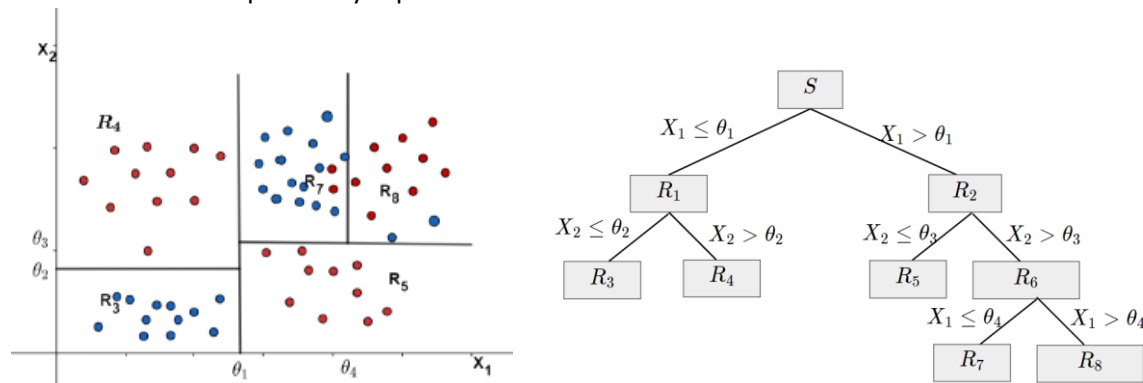 X₂
R₄
R₇
R₈
θ₃
θ₂
R₃
R₅
θ₁
θ₄
X₁
S
X₁ ≤ θ₁
X₁ > θ₁
R₁
R₂
X₂ ≤ θ₂
X₂ > θ₂
X₂ ≤ θ₃
X₂ > θ₃
R₃
R₄
R₅
R₆
X₁ ≤ θ₄
X₁ > θ₄
R₇
R₈